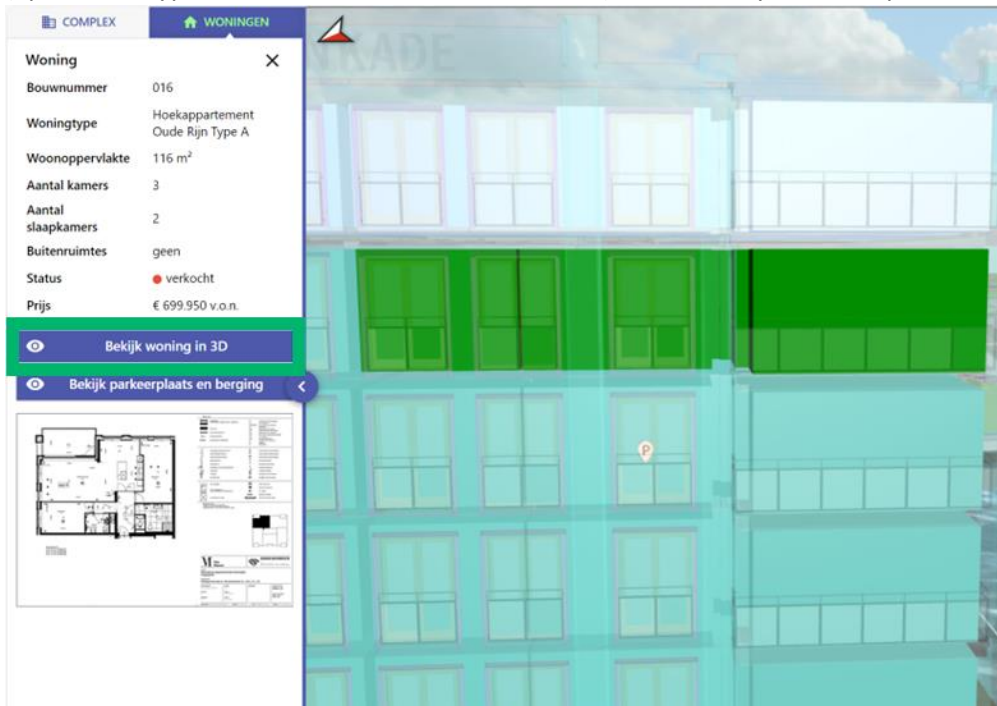 COMPLEX
WONINGEN
Woning
Bouwnummer 016
Woningtype Hoekappartement
Oude Rijn Type A
Woonoppervlakte 116 m²
Aantal kamers 3
Aantal
slaapkamers 2
Buitenruimtes geen
Status verkocht
Prijs € 699.950 v.o.n.
Bekijk woning in 3D
Bekijk parkeerplaats en berging
KADE
P